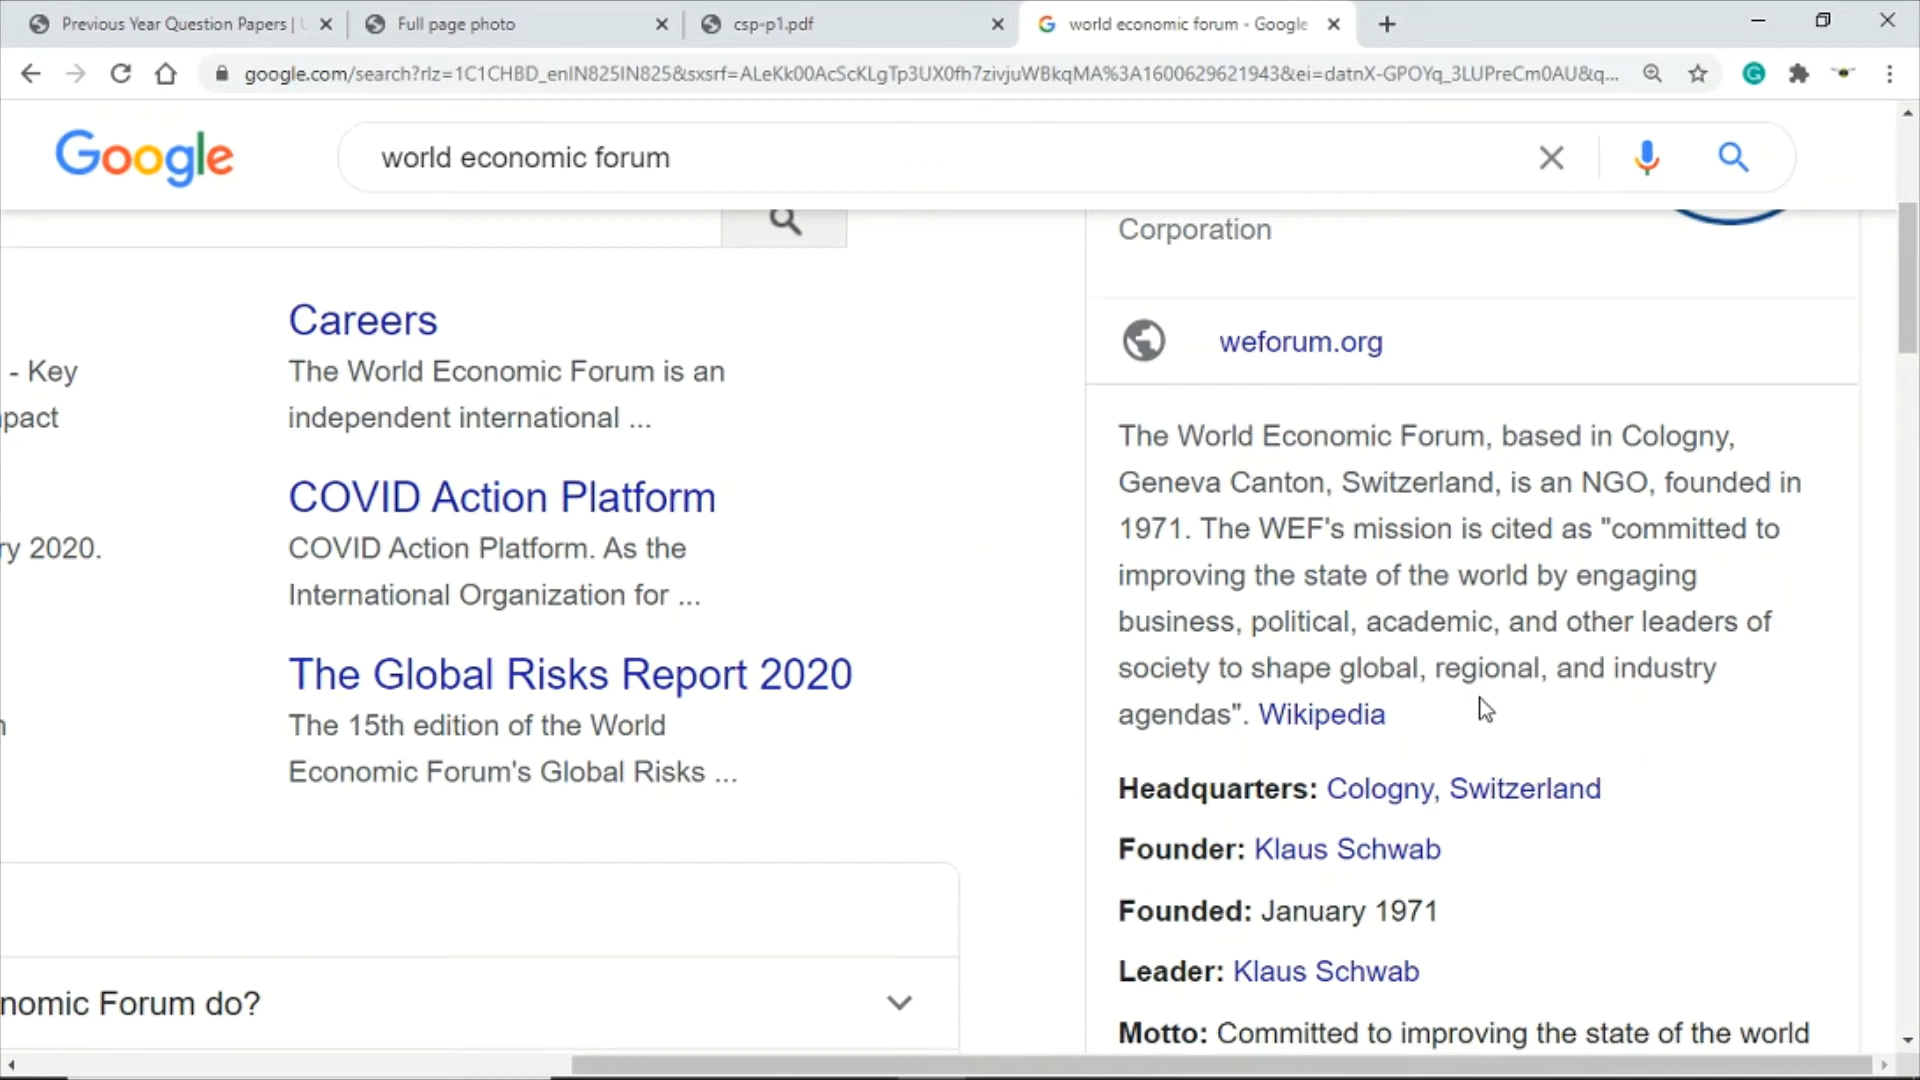 Previous Year Question Papers |
Full page photo
csp-p1.pdf
world economic forum - Google
google.com/search?rlz=1C1CHBD_enIN825IN825&sxsrf=ALeKk00AcScKLgTp3UX0fh7zivjuWBkqMA%3A1600629621943&ei=datnX-GPOYq_3LUPreCm0AU&q...
Google
world economic forum
Corporation
Careers
The World Economic Forum is an
independent international ...
- Key
weforum.org
The World Economic Forum, based in Cologny,
Geneva Canton, Switzerland, is an NGO, founded in
1971. The WEF's mission is cited as "committed to
improving the state of the world by engaging
business, political, academic, and other leaders of
society to shape global, regional, and industry
agendas". Wikipedia
COVID Action Platform
COVID Action Platform. As the
International Organization for ...
2020.
The Global Risks Report 2020
The 15th edition of the World
Economic Forum's Global Risks ...
Headquarters: Cologny, Switzerland
Founder: Klaus Schwab
Founded: January 1971
Leader: Klaus Schwab
Motto: Committed to improving the state of the world
nomic Forum do?